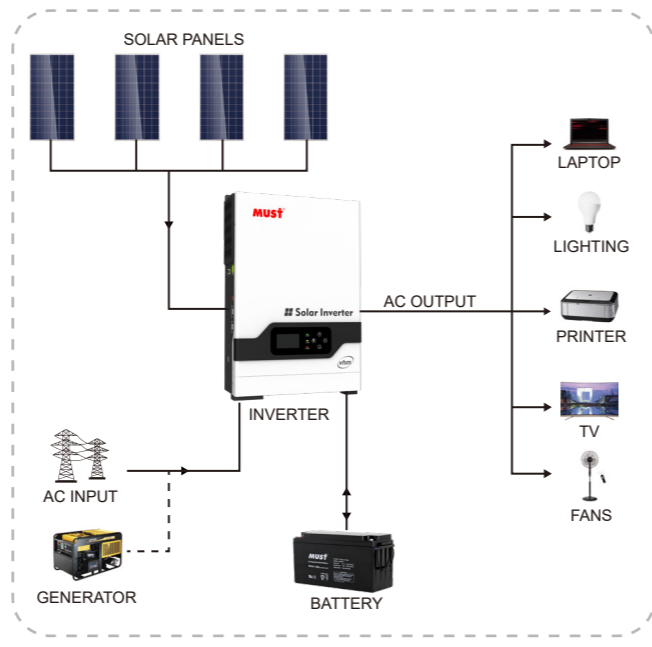 SOLAR PANELS
MUST
Solar Inverter
AC OUTPUT
INVERTER
LAPTOP
LIGHTING
PRINTER
TV
FANS
AC INPUT
GENERATOR
MUST
BATTERY